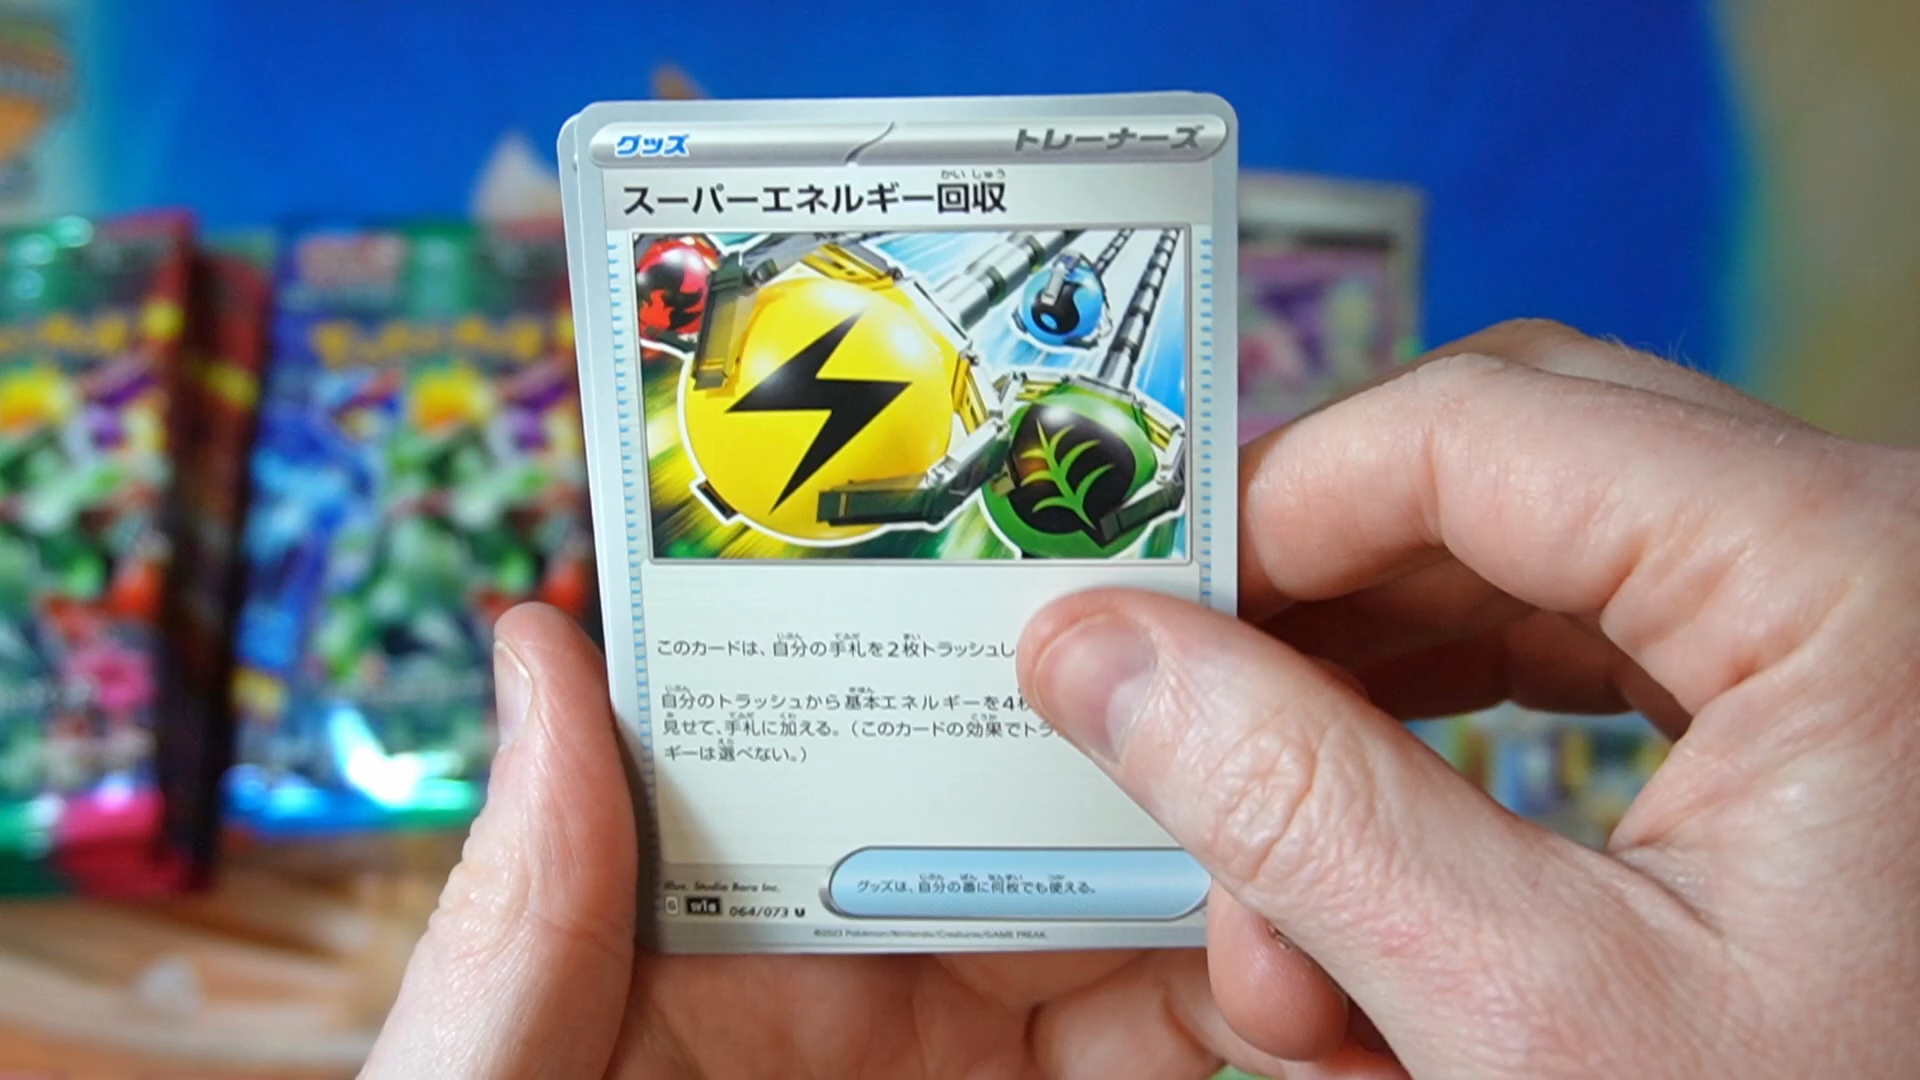 グッズ
トレーナーズ
かいしゅう
スーパーエネルギー回収
このカードは、自分の手札を2枚トラッシュし
自分のトラッシュから基本エネルギーを4
見せて、手札に加える。(このカードの効果でトラ
ギーは選べない。)
Illus. Studio Bora Inc.
グッズは、自分の番に何枚でも使える。
G sv1a 064/073 U
©2023 Pokémon/Nintendo/Creatures/GAME FREAK